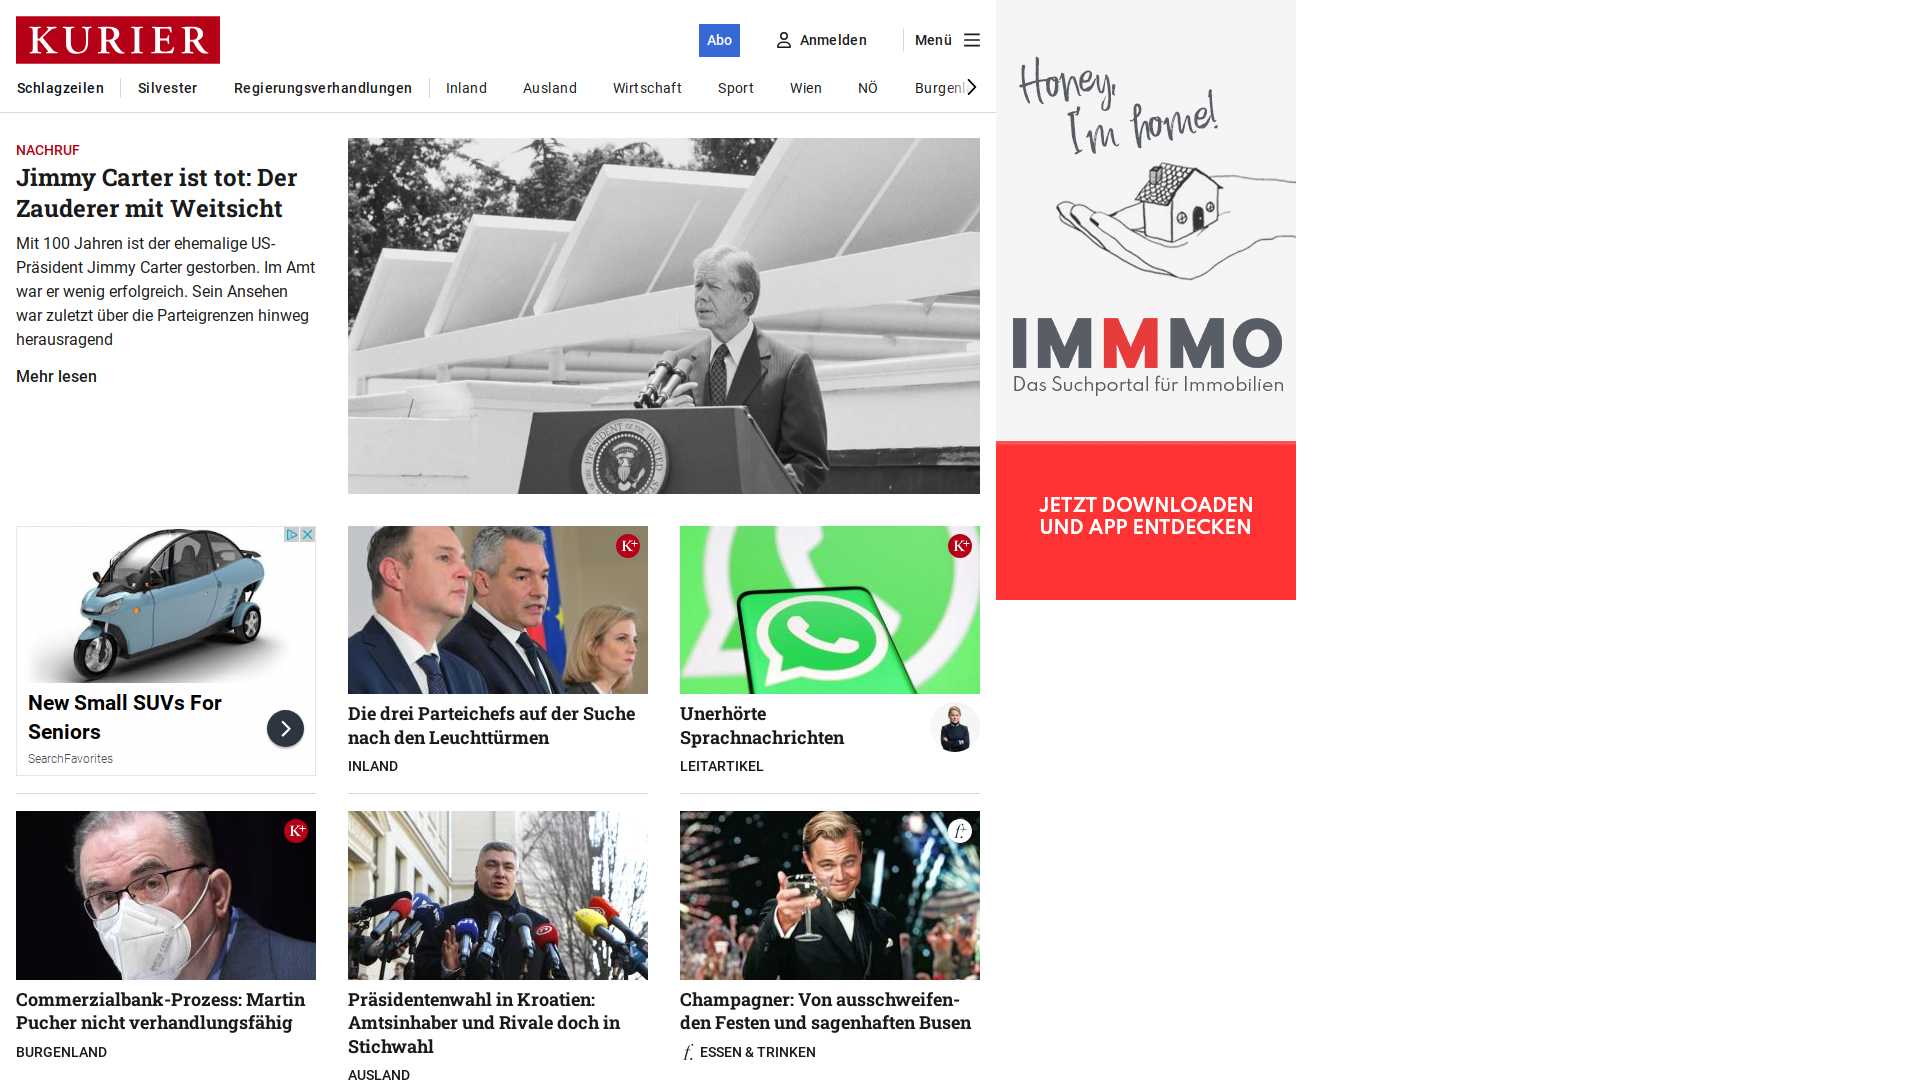 KURIER
Abo
Anmelden
Menü
Schlagzeilen
Silvester
Regierungsverhandlungen
Inland
Ausland
Wirtschaft
Sport
Wien
NÖ
NACHRUF
Jimmy Carter ist tot: Der
Zauderer mit Weitsicht
Mit 100 Jahren ist der ehemalige US-
Präsident Jimmy Carter gestorben. Im Amt
war er wenig erfolgreich. Sein Ansehen
war zuletzt über die Parteigrenzen hinweg
herausragend
Mehr lesen
Honey,
I'm home!
IMMMO
Das Suchportal für Immobilien
JETZT DOWNLOADEN
UND APP ENTDECKEN
New Small SUVs For
Seniors
SearchFavorites
K+
Die drei Parteichefs auf der Suche
nach den Leuchttürmen
INLAND
K+
Unerhörte
Sprachnachrichten
LEITARTIKEL
K+
Commerzialbank-Prozess: Martin
Pucher nicht verhandlungsfähig
BURGENLAND
Präsidentenwahl in Kroatien:
Amtsinhaber und Rivale doch in
Stichwahl
AUSLAND
f+
Champagner: Von ausschweifen-
den Festen und sagenhaften Busen
f. ESSEN & TRINKEN